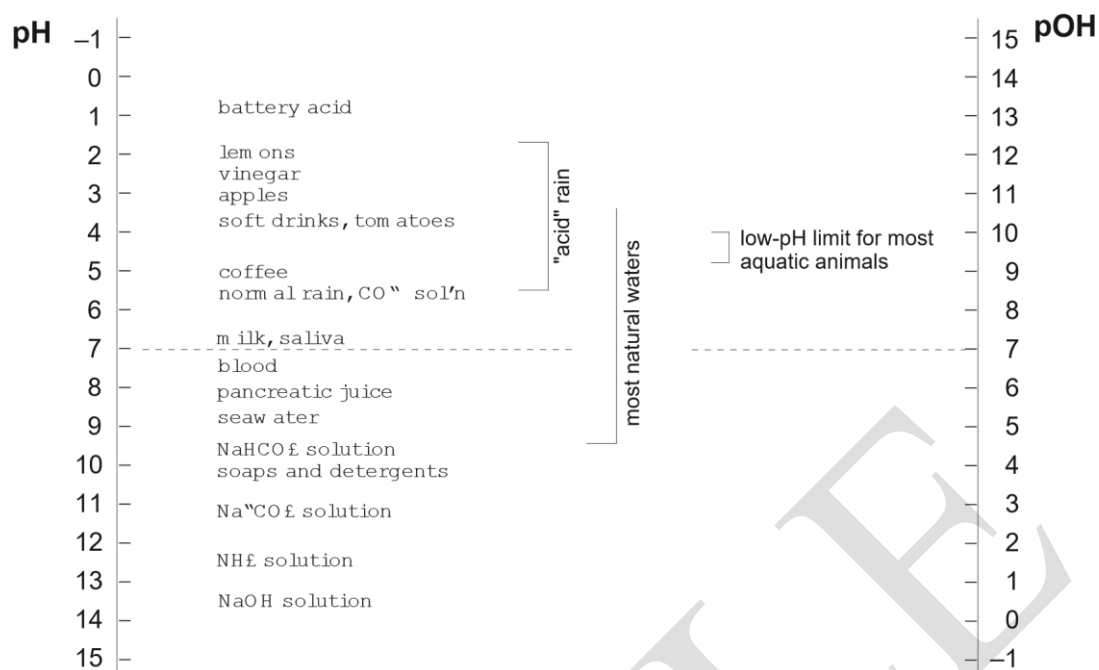 pH
pOH
–1
0
1
2
3
4
5
6
7
8
9
10
11
12
13
14
15
battery acid
lem ons
vinegar
apples
soft drinks, tom atoes
coffee
norm al rain, CO“ sol’n
m ilk, saliva
blood
pancreatic juice
seaw ater
NaHCO£ solution
soaps and detergents
Na“CO£ solution
NH£ solution
NaOH solution
"acid" rain
most natural waters
low-pH limit for most
aquatic animals
15
14
13
12
11
10
9
8
7
6
5
4
3
2
1
0
–1